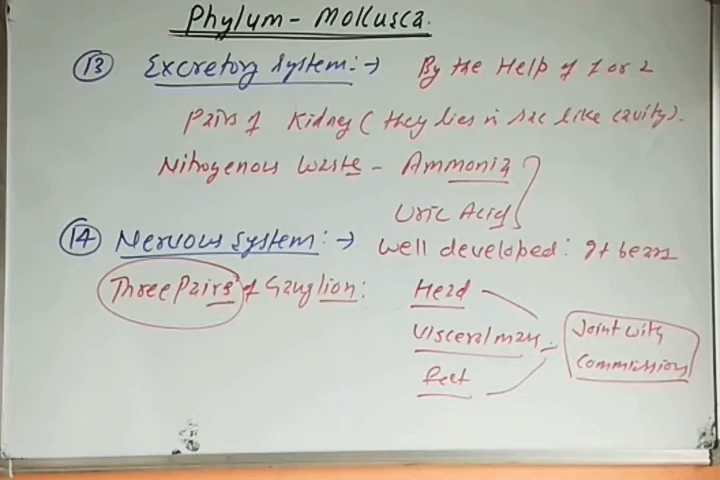 Phylum - Mollusca.
13 Excretory System :→ By the Help of 1 or 2
Pairs of Kidney ( they lies in sac like cavity).
Nitrogenous Waste - Ammonia
Uric Acid
14 Nervous System :→ Well developed : It bears
Three Pairs of Ganglion :
Head
Visceral mass
feet
Joint with
Commissions